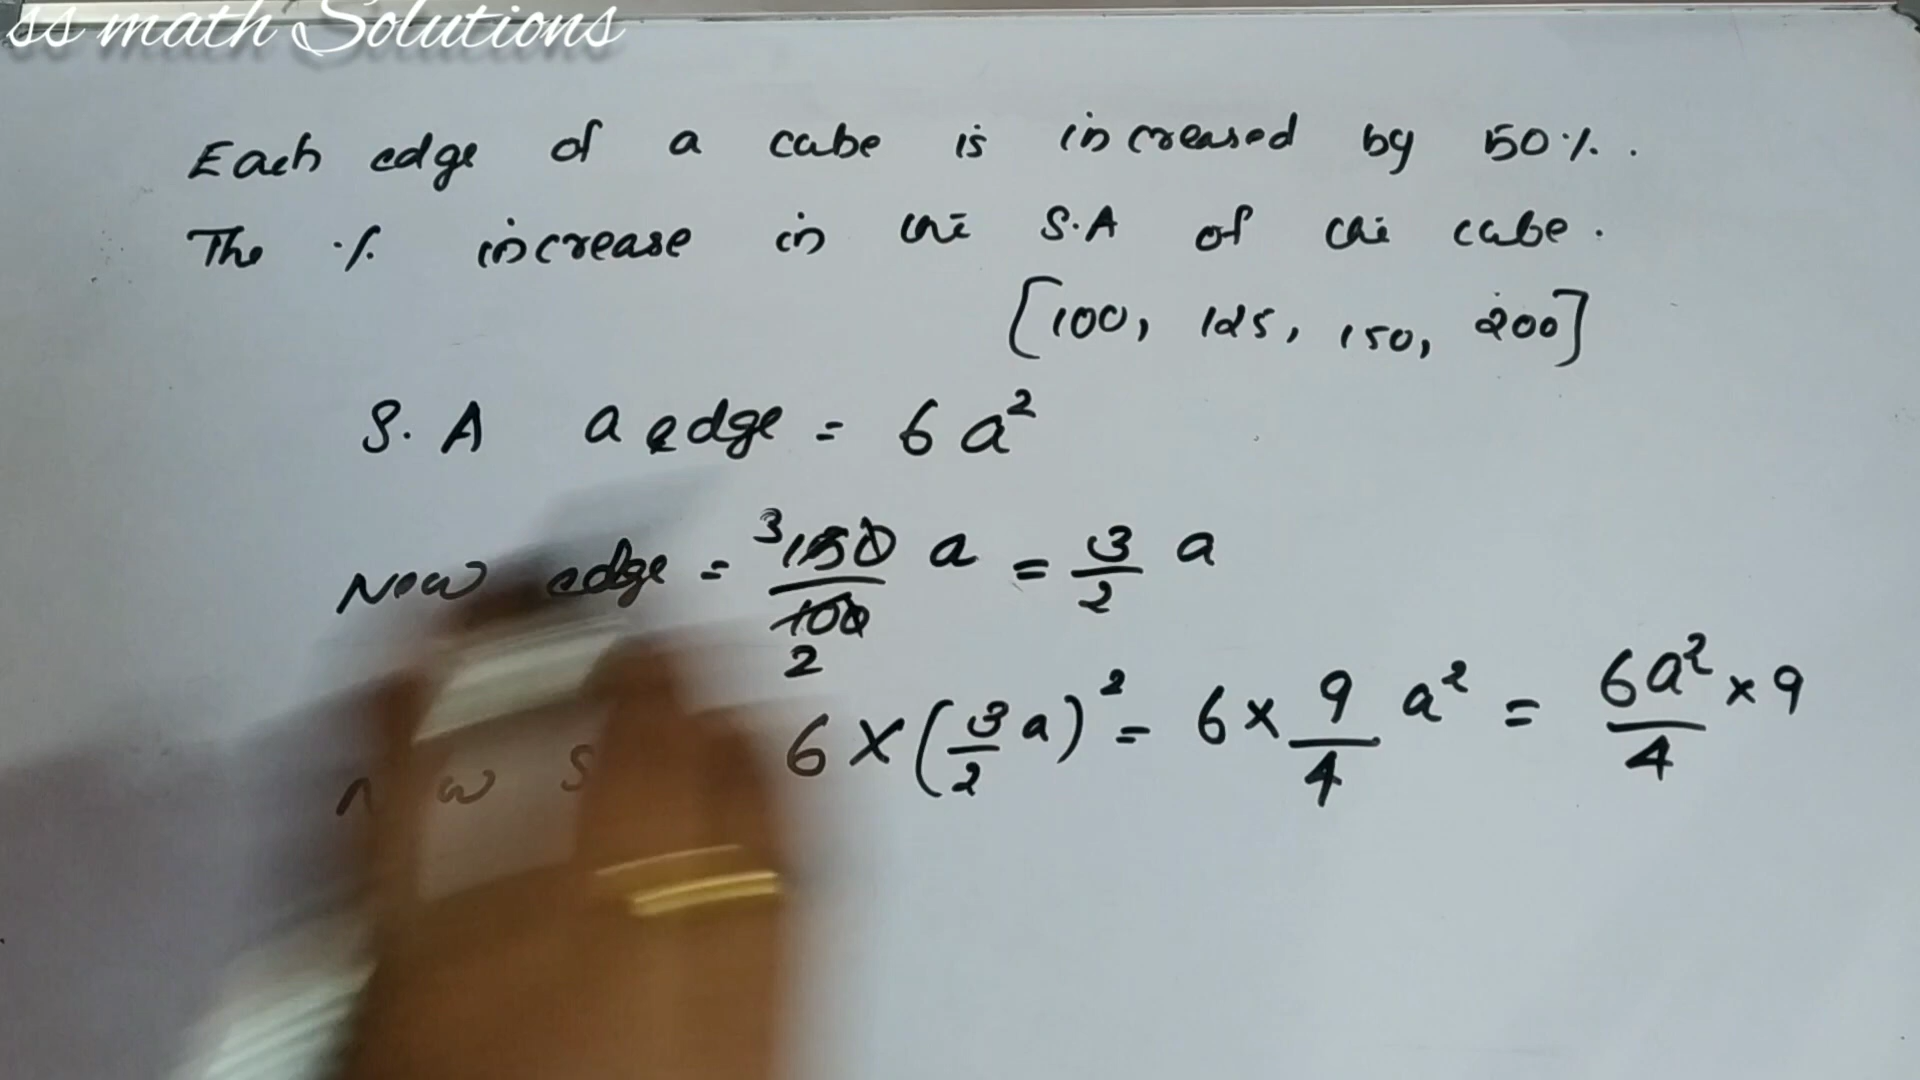 ss math Solutions
Each edge of a cube is increased by 50%.
The % increase in the S.A of the cube.
[100, 125, 150, 200]
S.A a edge = 6a²
New edge = 3 150/100 2 a = 3/2 a
New S 6 × (3/2 a)² = 6 × 9/4 a² = 6a²/4 × 9